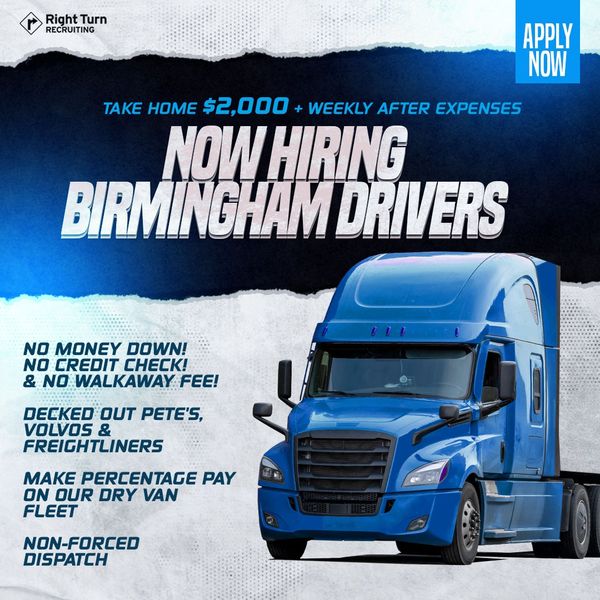 Right Turn
RECRUITING
APPLY
NOW
TAKE HOME $2,000 + WEEKLY AFTER EXPENSES
NOW HIRING
BIRMINGHAM DRIVERS
NO MONEY DOWN!
NO CREDIT CHECK!
& NO WALKAWAY FEE!
DECKED OUT PETE'S,
VOLVOS &
FREIGHTLINERS
MAKE PERCENTAGE PAY
ON OUR DRY VAN
FLEET
NON-FORCED
DISPATCH